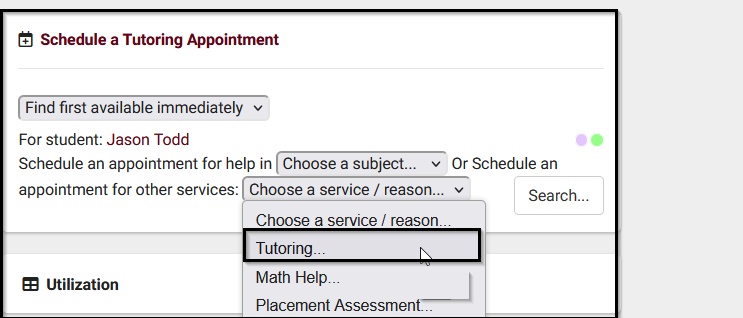 Schedule a Tutoring Appointment
Find first available immediately
For student: Jason Todd
Schedule an appointment for help in Choose a subject... Or Schedule an
appointment for other services: Choose a service / reason...
Search...
Choose a service / reason...
Tutoring...
Math Help...
Placement Assessment...
Utilization